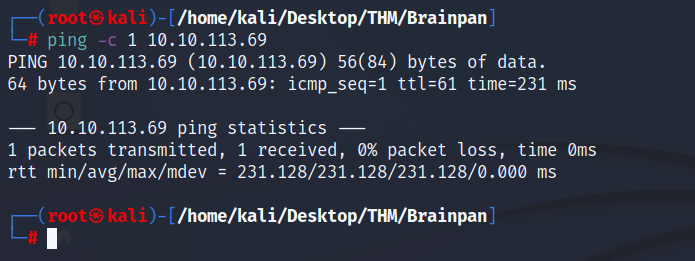 ┌──(root㉿kali)-[/home/kali/Desktop/THM/Brainpan]
└─# ping -c 1 10.10.113.69
PING 10.10.113.69 (10.10.113.69) 56(84) bytes of data.
64 bytes from 10.10.113.69: icmp_seq=1 ttl=61 time=231 ms
--- 10.10.113.69 ping statistics ---
1 packets transmitted, 1 received, 0% packet loss, time 0ms
rtt min/avg/max/mdev = 231.128/231.128/231.128/0.000 ms
┌──(root㉿kali)-[/home/kali/Desktop/THM/Brainpan]
└─#